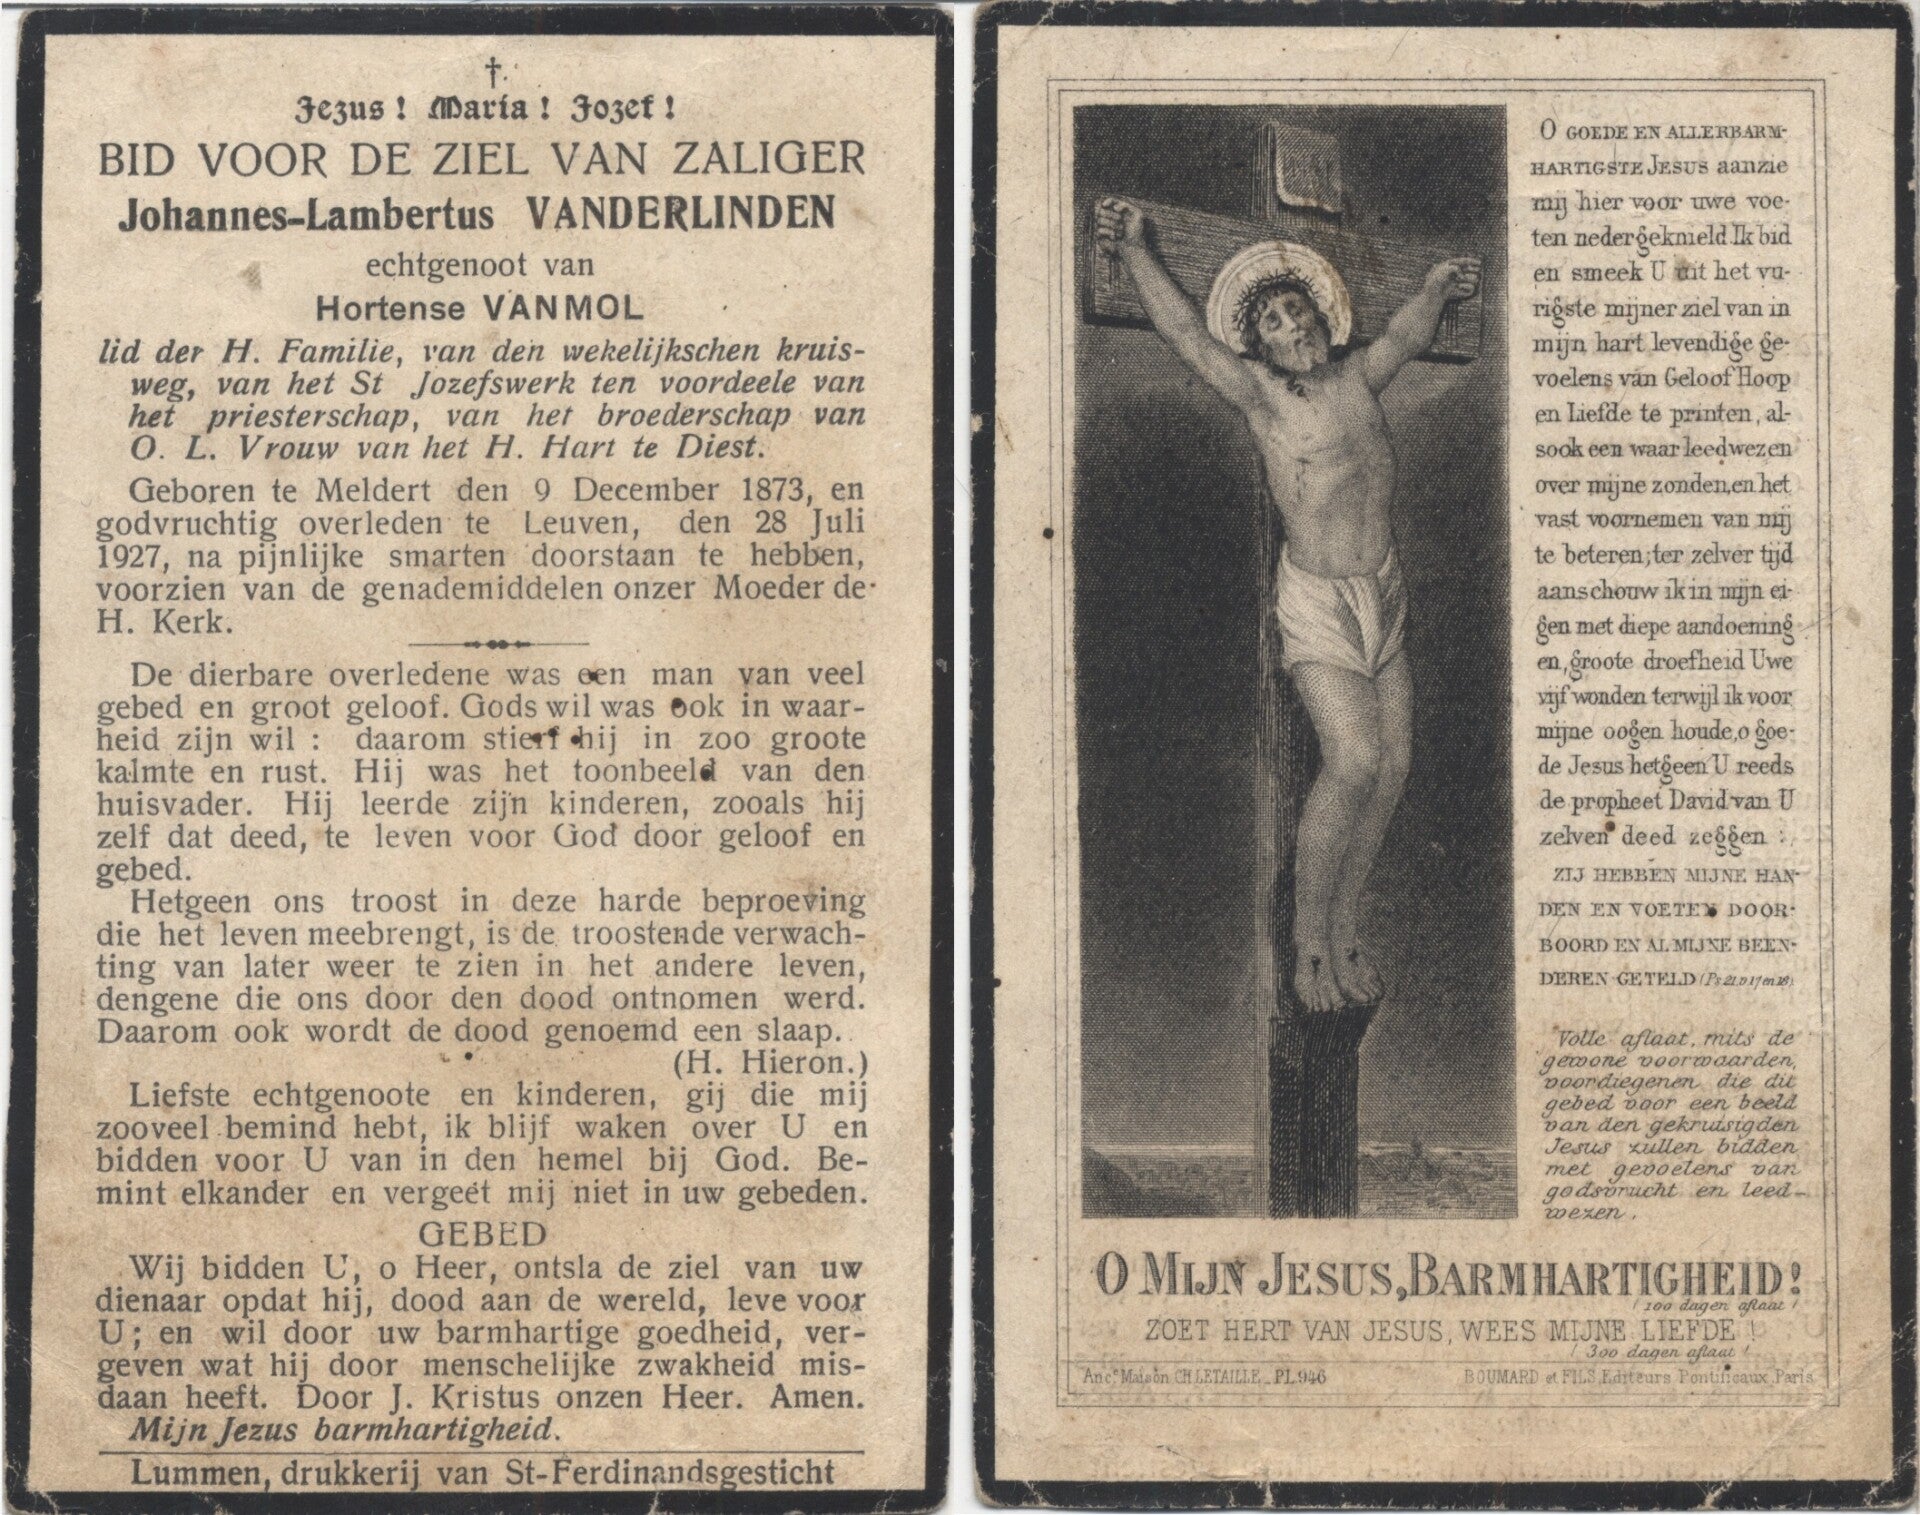 †
Jezus! Maria! Jozef!
BID VOOR DE ZIEL VAN ZALIGER
Johannes-Lambertus VANDERLINDEN
echtgenoot van
Hortense VANMOL
lid der H. Familie, van den wekelijkschen kruis-
weg, van het St Jozefswerk ten voordeele van
het priesterschap, van het broederschap van
O. L. Vrouw van het H. Hart te Diest.
Geboren te Meldert den 9 December 1873, en
godvruchtig overleden te Leuven, den 28 Juli
1927, na pijnlijke smarten doorstaan te hebben,
voorzien van de genademiddelen onzer Moeder de
H. Kerk.
De dierbare overledene was een man van veel
gebed en groot geloof. Gods wil was ook in waar-
heid zijn wil : daarom stierf hij in zoo groote
kalmte en rust. Hij was het toonbeeld van den
huisvader. Hij leerde zijn kinderen, zooals hij
zelf dat deed, te leven voor God door geloof en
gebed.
Hetgeen ons troost in deze harde beproeving
die het leven meebrengt, is de troostende verwach-
ting van later weer te zien in het andere leven,
dengene die ons door den dood ontnomen werd.
Daarom ook wordt de dood genoemd een slaap.
(H. Hieron.)
Liefste echtgenoote en kinderen, gij die mij
zooveel bemind hebt, ik blijf waken over U en
bidden voor U van in den hemel bij God. Be-
mint elkander en vergeet mij niet in uw gebeden.
GEBED
Wij bidden U, o Heer, ontsla de ziel van uw
dienaar opdat hij, dood aan de wereld, leve voor
U; en wil door uw barmhartige goedheid, ver-
geven wat hij door menschelijke zwakheid mis-
daan heeft. Door J. Kristus onzen Heer. Amen.
Mijn Jezus barmhartigheid.
Lummen, drukkerij van St-Ferdinandsgesticht
O GOEDE EN ALLERBARM-
HARTIGSTE JESUS aanzie
mij hier voor uwe voe-
ten nedergeknield. Ik bid
en smeek U uit het vu-
rigste mijner ziel van in
mijn hart levendige ge-
voelens van Geloof Hoop
en Liefde te printen, al-
sook een waar leedwezen
over mijne zonden, en het
vast voornemen van mij
te beteren; ter zelver tijd
aanschouw ik in mijn ei-
gen met diepe aandoening
en, groote droefheid Uwe
vijf wonden terwijl ik voor
mijne oogen houde, o goe-
de Jesus hetgeen U reeds
de propheet David van U
zelven deed zeggen :
ZIJ HEBBEN MIJNE HAN-
DEN EN VOETEN DOOR-
BOORD EN AL MIJNE BEEN-
DEREN GETELD (Ps 21. v 17 en 18)
Volle aflaat, mits de
gewone voorwaarden,
voordiegenen die dit
gebed voor een beeld
van den gekruisigden
Jesus zullen bidden
met gevoelens van
godsvrucht en leed-
wezen.
O MIJN JESUS, BARMHARTIGHEID!
( 100 dagen aflaat )
ZOET HERT VAN JESUS, WEES MIJNE LIEFDE !
( 300 dagen aflaat )
Anc.e Maison CH. LETAILLE _ PL. 946
BOUMARD et FILS, Editeurs Pontificaux, Paris